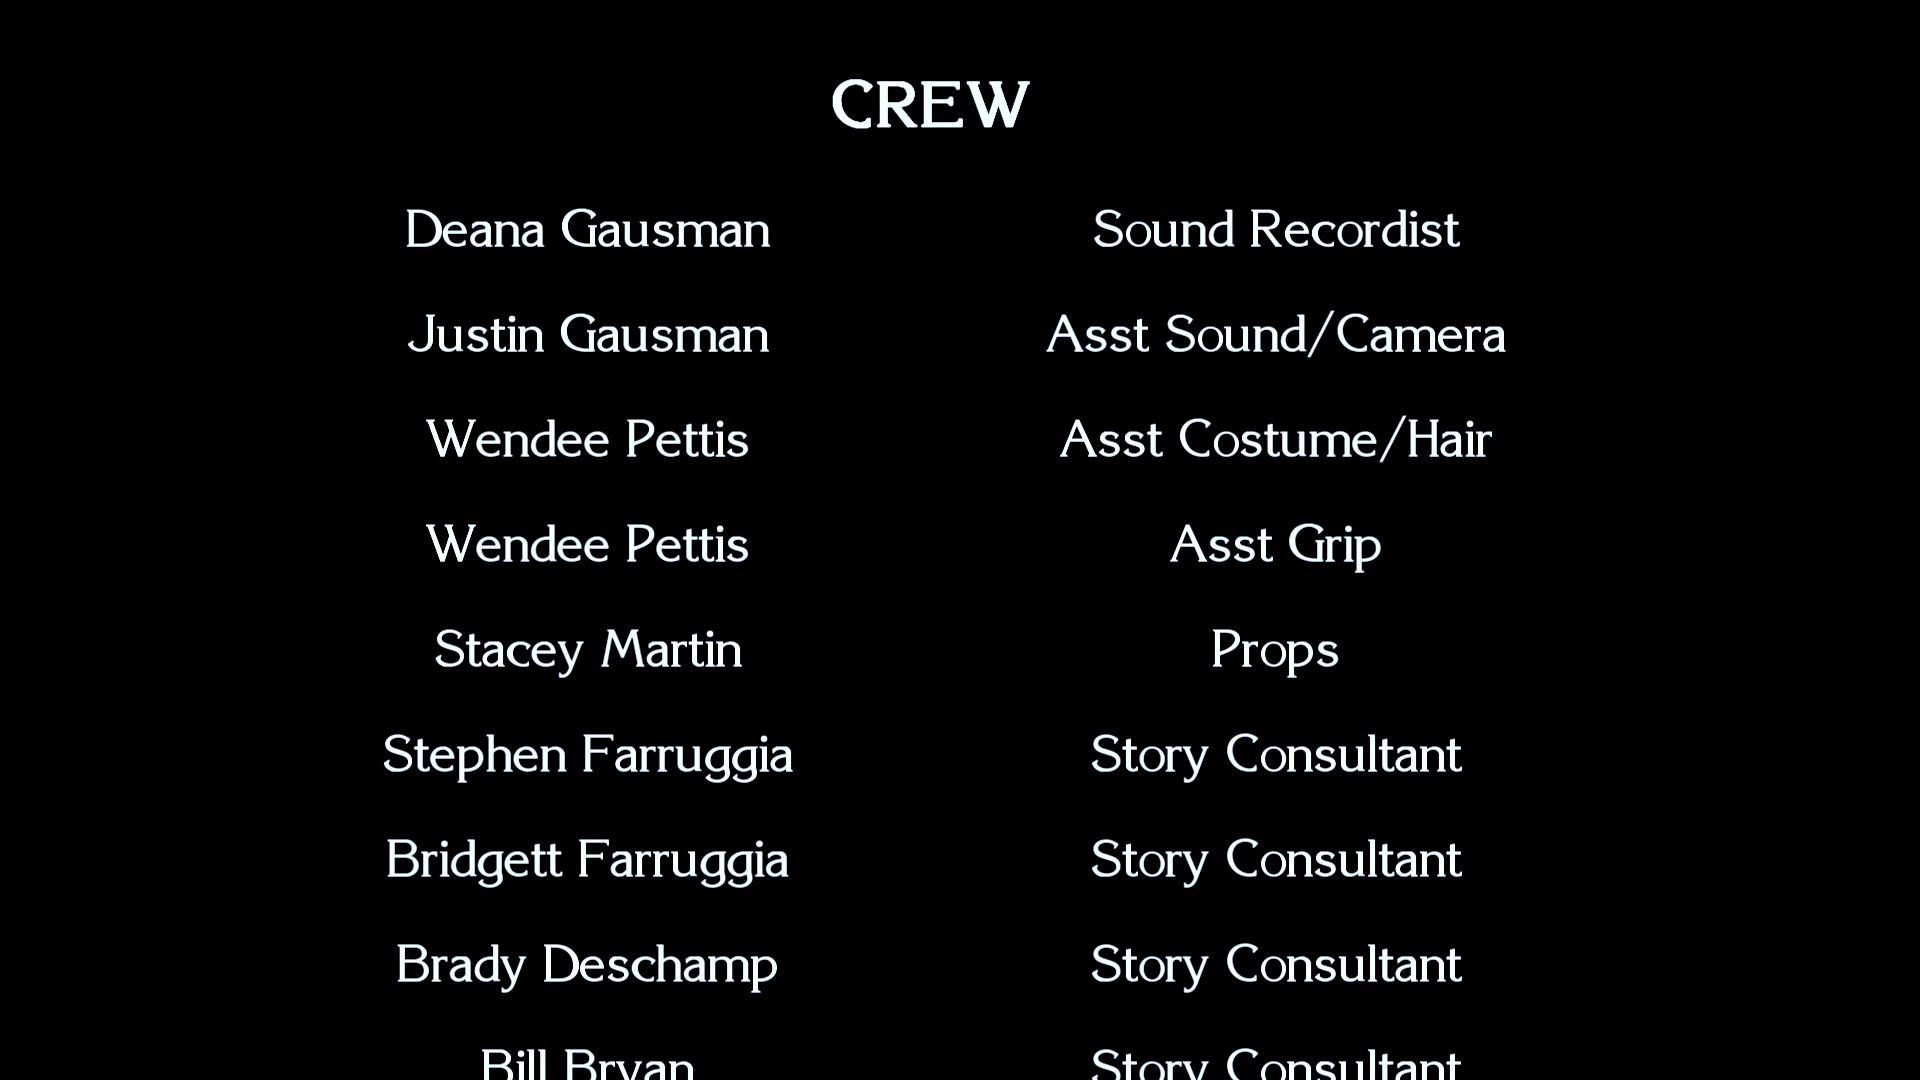 CREW
Deana Gausman Sound Recordist
Justin Gausman Asst Sound/Camera
Wendee Pettis Asst Costume/Hair
Wendee Pettis Asst Grip
Stacey Martin Props
Stephen Farruggia Story Consultant
Bridgett Farruggia Story Consultant
Brady Deschamp Story Consultant
Bill Bryan Story Consultant